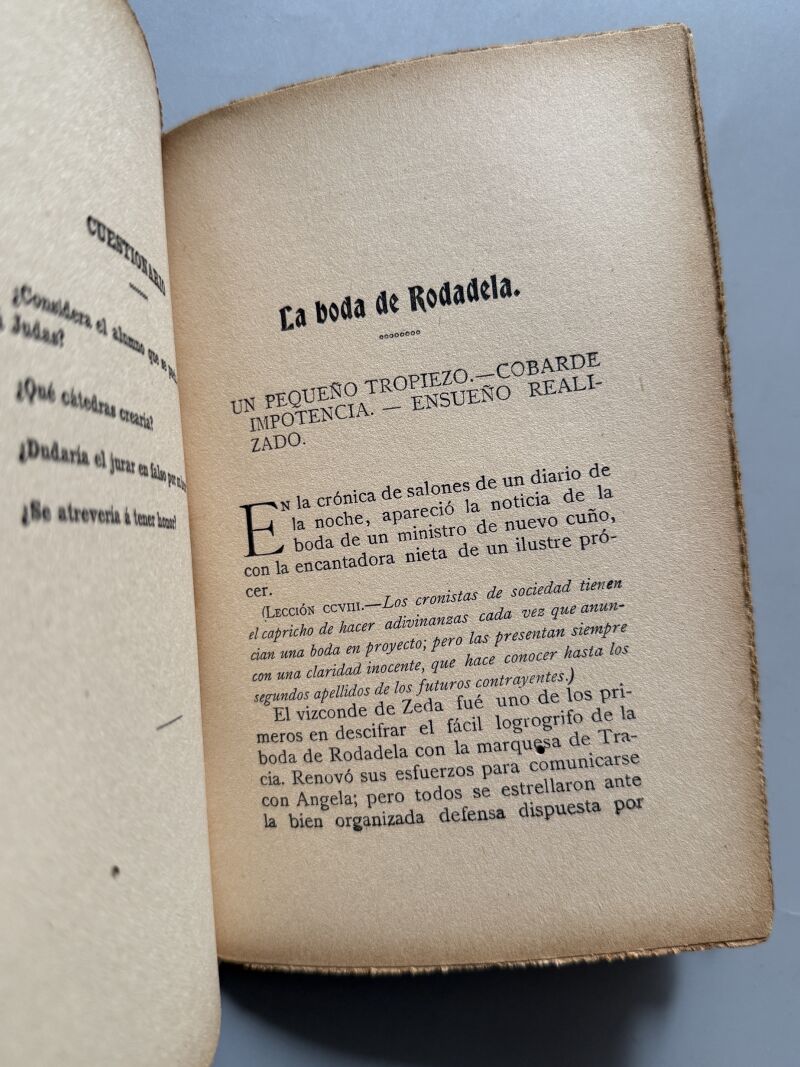 CUESTIONARIO
¿Considera el alumno que se
á Judas?
¿Qué cátedras crearía?
¿Dudaría el jurar en falso por
¿Se atrevería á tener honor?
La boda de Rodadela.
UN PEQUEÑO TROPIEZO.—COBARDE
IMPOTENCIA. — ENSUEÑO REALI-
ZADO.
EN la crónica de salones de un diario de
la noche, apareció la noticia de la
boda de un ministro de nuevo cuño,
con la encantadora nieta de un ilustre pró-
cer.
(LECCIÓN CCVIII.—Los cronistas de sociedad tienen
el capricho de hacer adivinanzas cada vez que anun-
cian una boda en proyecto; pero las presentan siempre
con una claridad inocente, que hace conocer hasta los
segundos apellidos de los futuros contrayentes.)
El vizconde de Zeda fué uno de los pri-
meros en descifrar el fácil logrogrifo de la
boda de Rodadela con la marquesa de Tra-
cia. Renovó sus esfuerzos para comunicarse
con Angela; pero todos se estrellaron ante
la bien organizada defensa dispuesta por